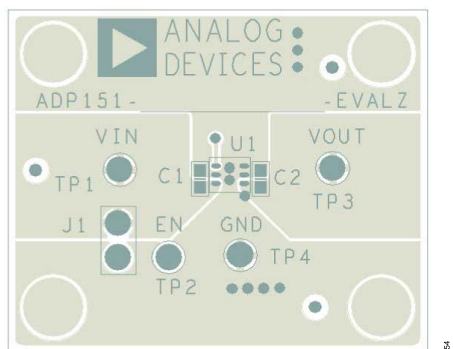 ANALOG
DEVICES
ADP151- -EVALZ
VIN U1 VOUT
TP1 C1 C2
TP3
J1 EN GND
TP4
TP2
54